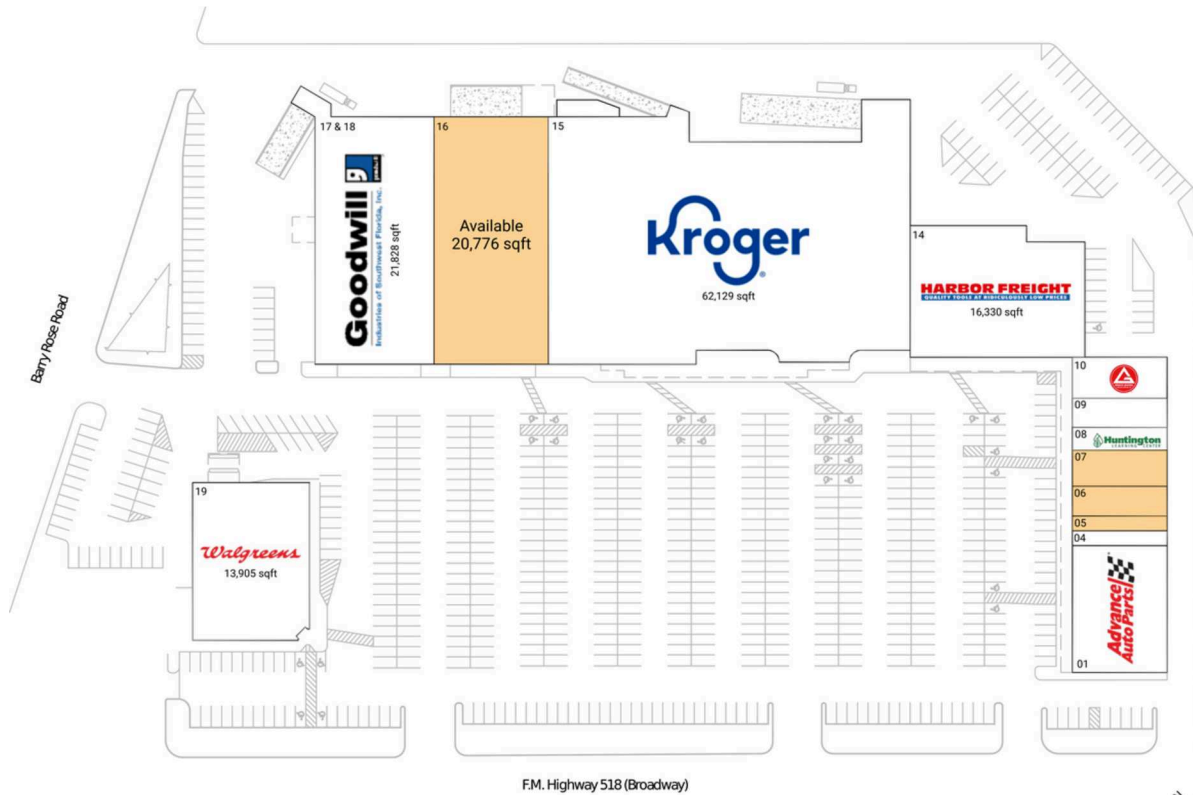 17 & 18
goodwill
Goodwill
Industries of Southwest Florida, Inc.
21,828 sqft
16
Available
20,776 sqft
15
Kroger
62,129 sqft
14
HARBOR FREIGHT
QUALITY TOOLS AT RIDICULOUSLY LOW PRICES
16,330 sqft
Barry Rose Road
10
09
08
Huntington
LEARNING CENTER
07
06
05
04
Advance
Auto Parts
01
19
Walgreens
13,905 sqft
F.M. Highway 518 (Broadway)